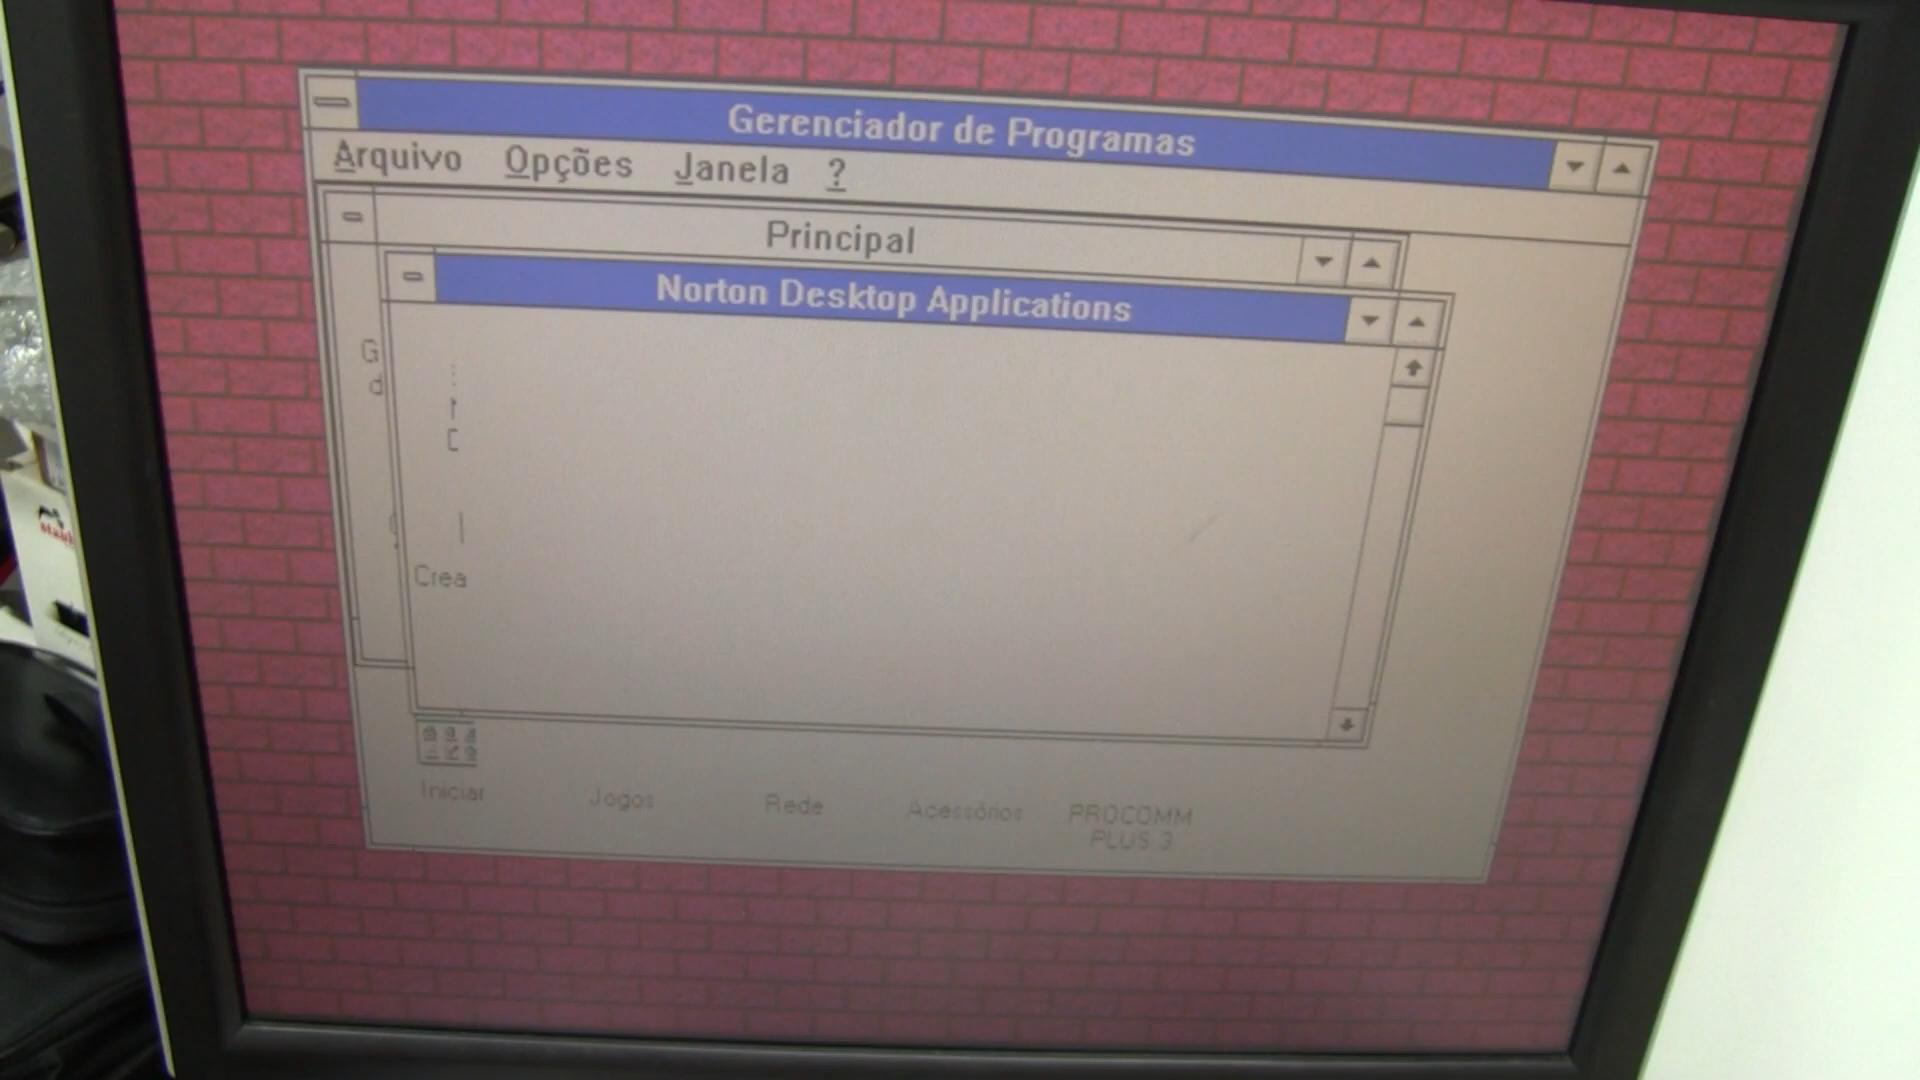 Gerenciador de Programas
Arquivo Opções Janela ?
Principal
Norton Desktop Applications
G
a
C
Crea
Iniciar Jogos Rede Acessórios PROCOMM
PLUS 3